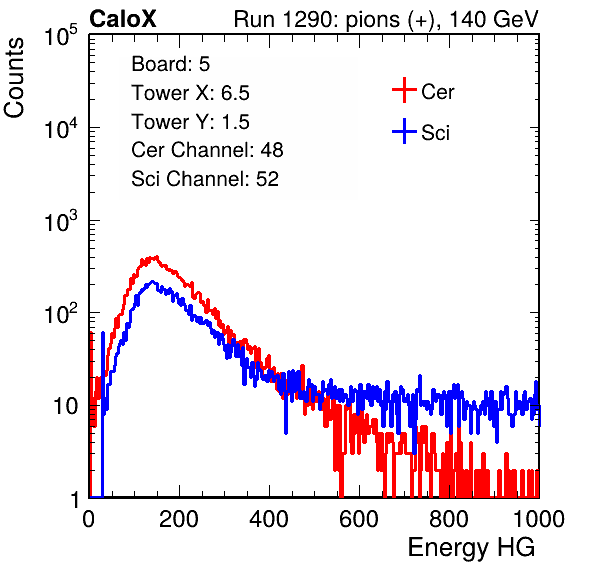 CaloX Run 1290: pions (+), 140 GeV
Counts
Board: 5
Tower X: 6.5
Tower Y: 1.5
Cer Channel: 48
Sci Channel: 52
Cer
Sci
10^5
10^4
10^3
10^2
10
1
0 200 400 600 800 1000
Energy HG